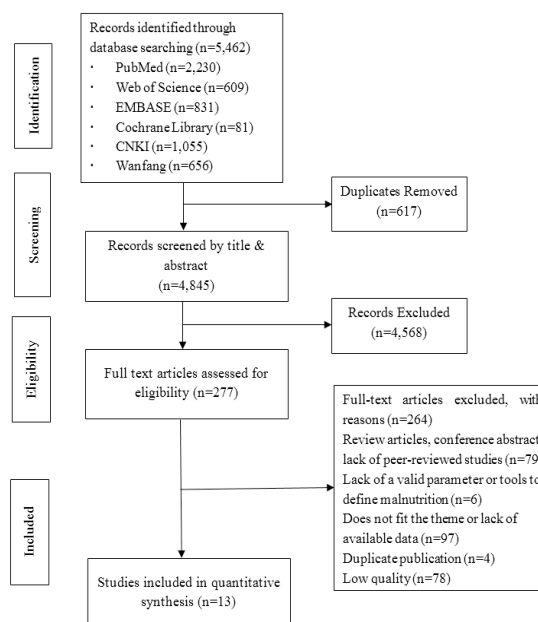 Identification
Records identified through
database searching (n=5,462)
· PubMed (n=2,230)
· Web of Science (n=609)
· EMBASE (n=831)
· Cochrane Library (n=81)
· CNKI (n=1,055)
· Wanfang (n=656)
Screening
Duplicates Removed
(n=617)
Records screened by title &
abstract
(n=4,845)
Records Excluded
(n=4,568)
Eligibility
Full text articles assessed for
eligibility (n=277)
Full-text articles excluded, with
reasons (n=264)
Review articles, conference abstract
lack of peer-reviewed studies (n=79
Lack of a valid parameter or tools to
define malnutrition (n=6)
Does not fit the theme or lack of
available data (n=97)
Duplicate publication (n=4)
Low quality (n=78)
Included
Studies included in quantitative
synthesis (n=13)